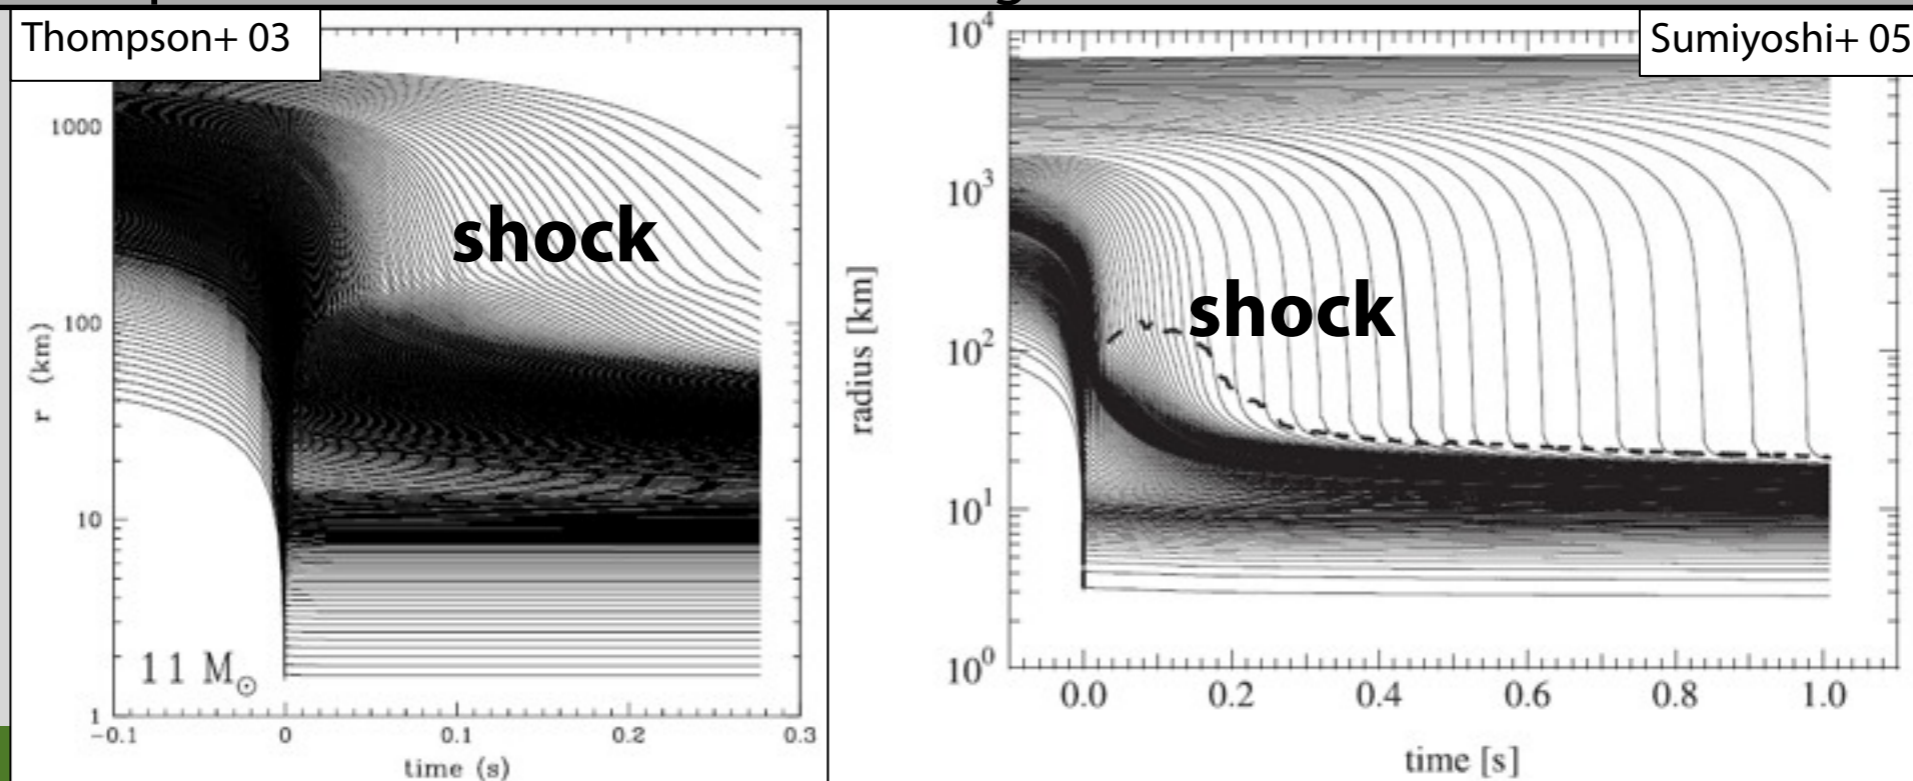 Thompson+ 03
1000
100
10
1
r (km)
shock
11 M☉
−0.1 0 0.1 0.2 0.3
time (s)
Sumiyoshi+ 05
10⁴
10³
10²
10¹
10⁰
radius [km]
shock
0.0 0.2 0.4 0.6 0.8 1.0
time [s]